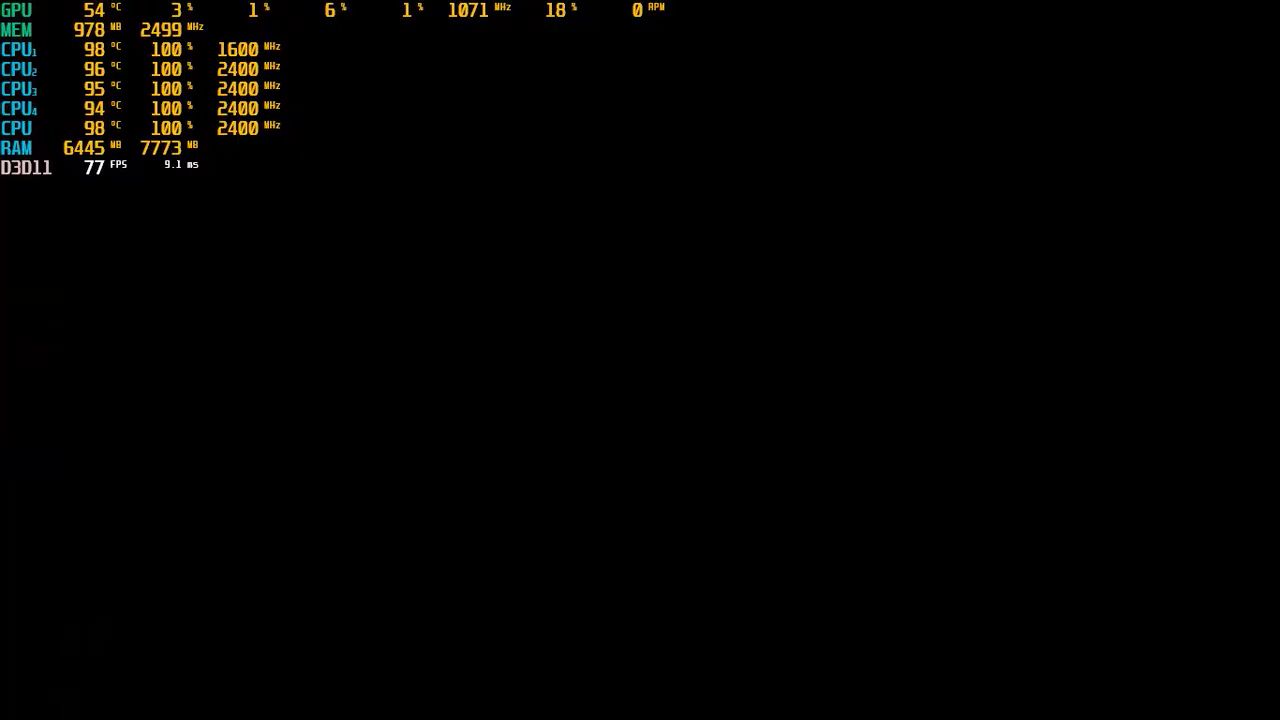 GPU 54 °C 3 % 1 % 6 % 1 % 1071 MHz 18 % 0 RPM
MEM 978 MB 2499 MHz
CPU1 98 °C 100 % 1600 MHz
CPU2 96 °C 100 % 2400 MHz
CPU3 95 °C 100 % 2400 MHz
CPU4 94 °C 100 % 2400 MHz
CPU 98 °C 100 % 2400 MHz
RAM 6445 MB 7773 MB
D3D11 77 FPS 9.1 ms